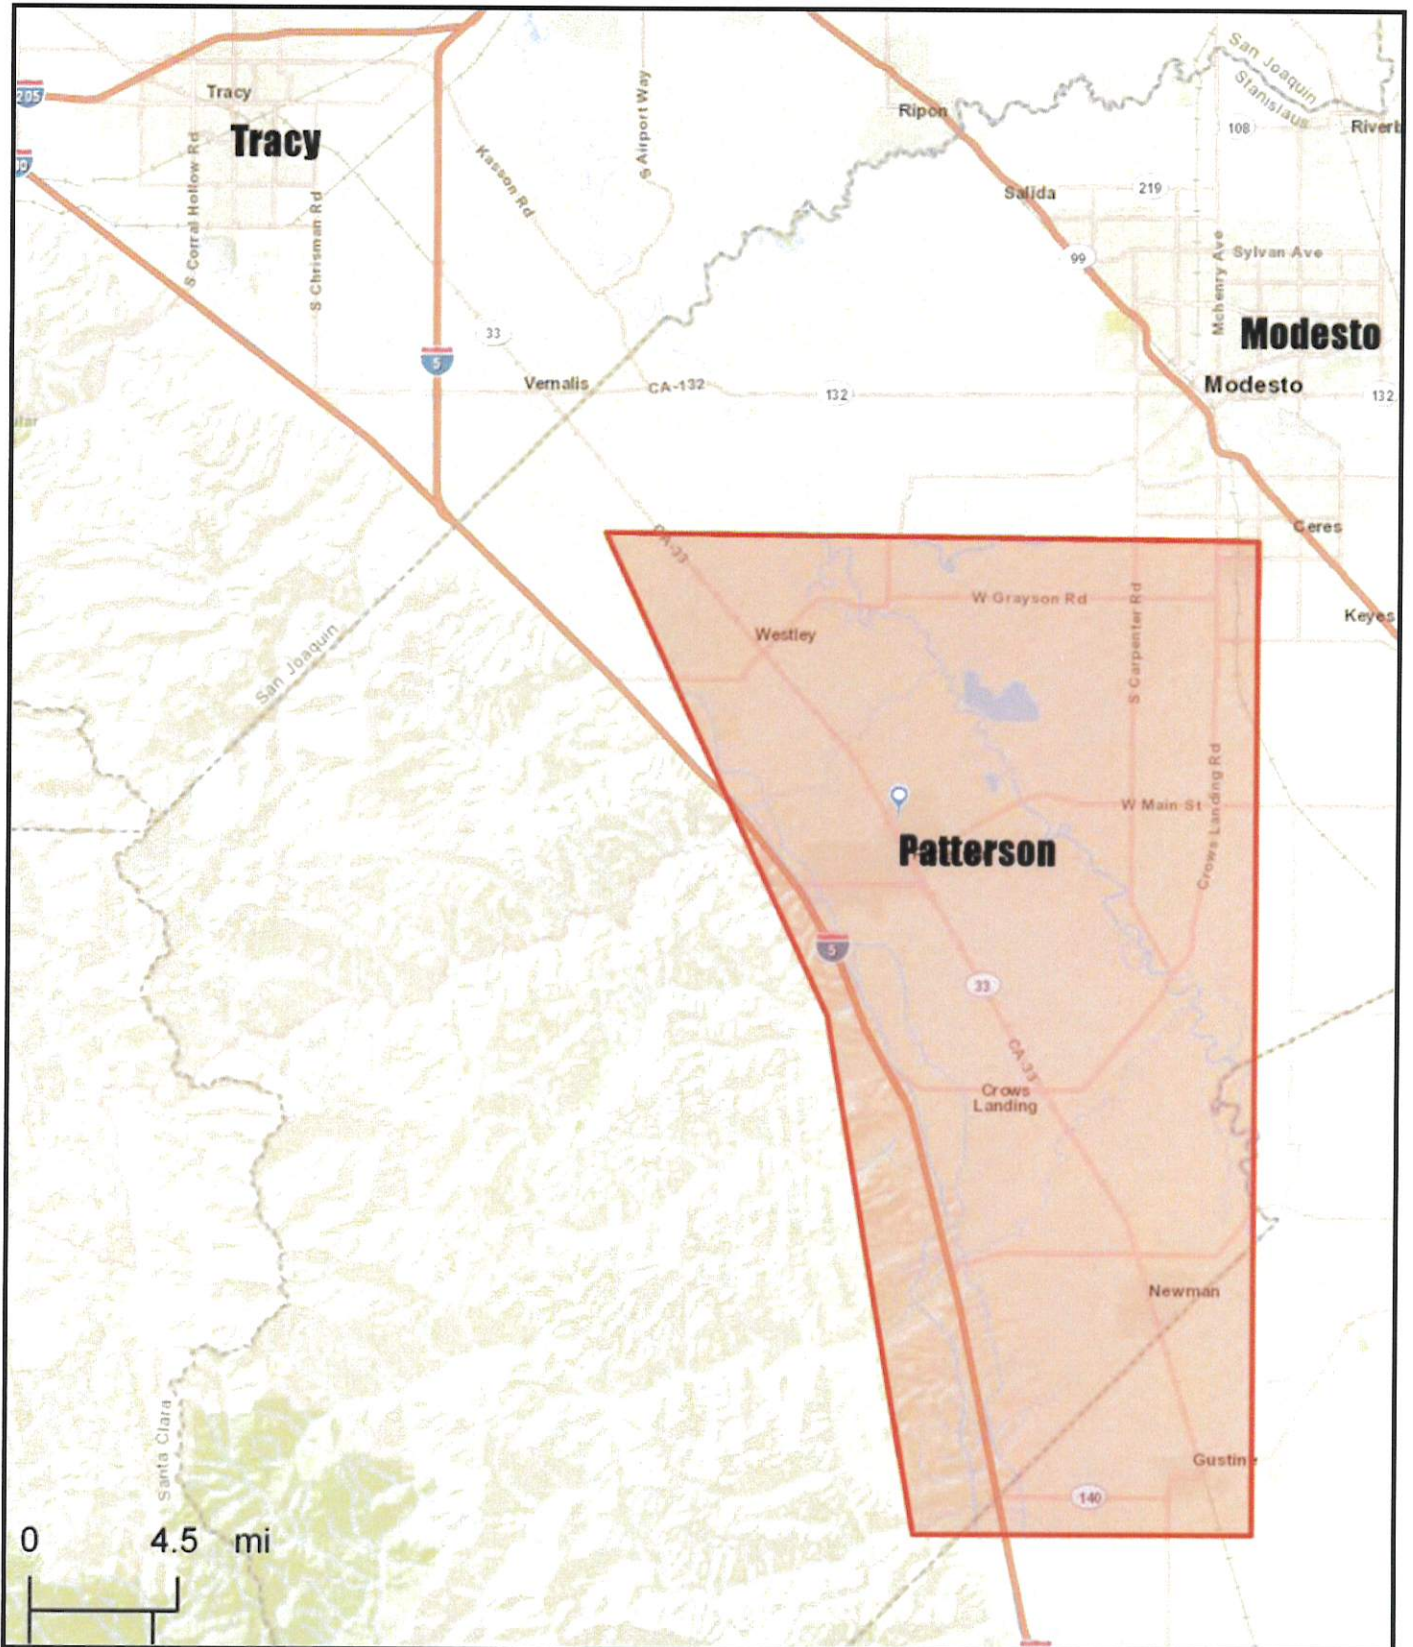 San Joaquin
Stanislaus
205
Tracy
Tracy
S Corral Hollow Rd
S Chrisman Rd
Kasson Rd
S Airport Way
Ripon
108
Riverb
Salida
219
99
Mchenry Ave
Sylvan Ave
33
5
Modesto
Modesto
Vernalis
CA-132
132
132
Ceres
CA-33
W Grayson Rd
Keyes
Westley
S Carpenter Rd
San Joaquin
W Main St
Crows Landing Rd
Patterson
5
33
CA-33
Crows
Landing
Newman
Santa Clara
Gustine
140
0 4.5 mi